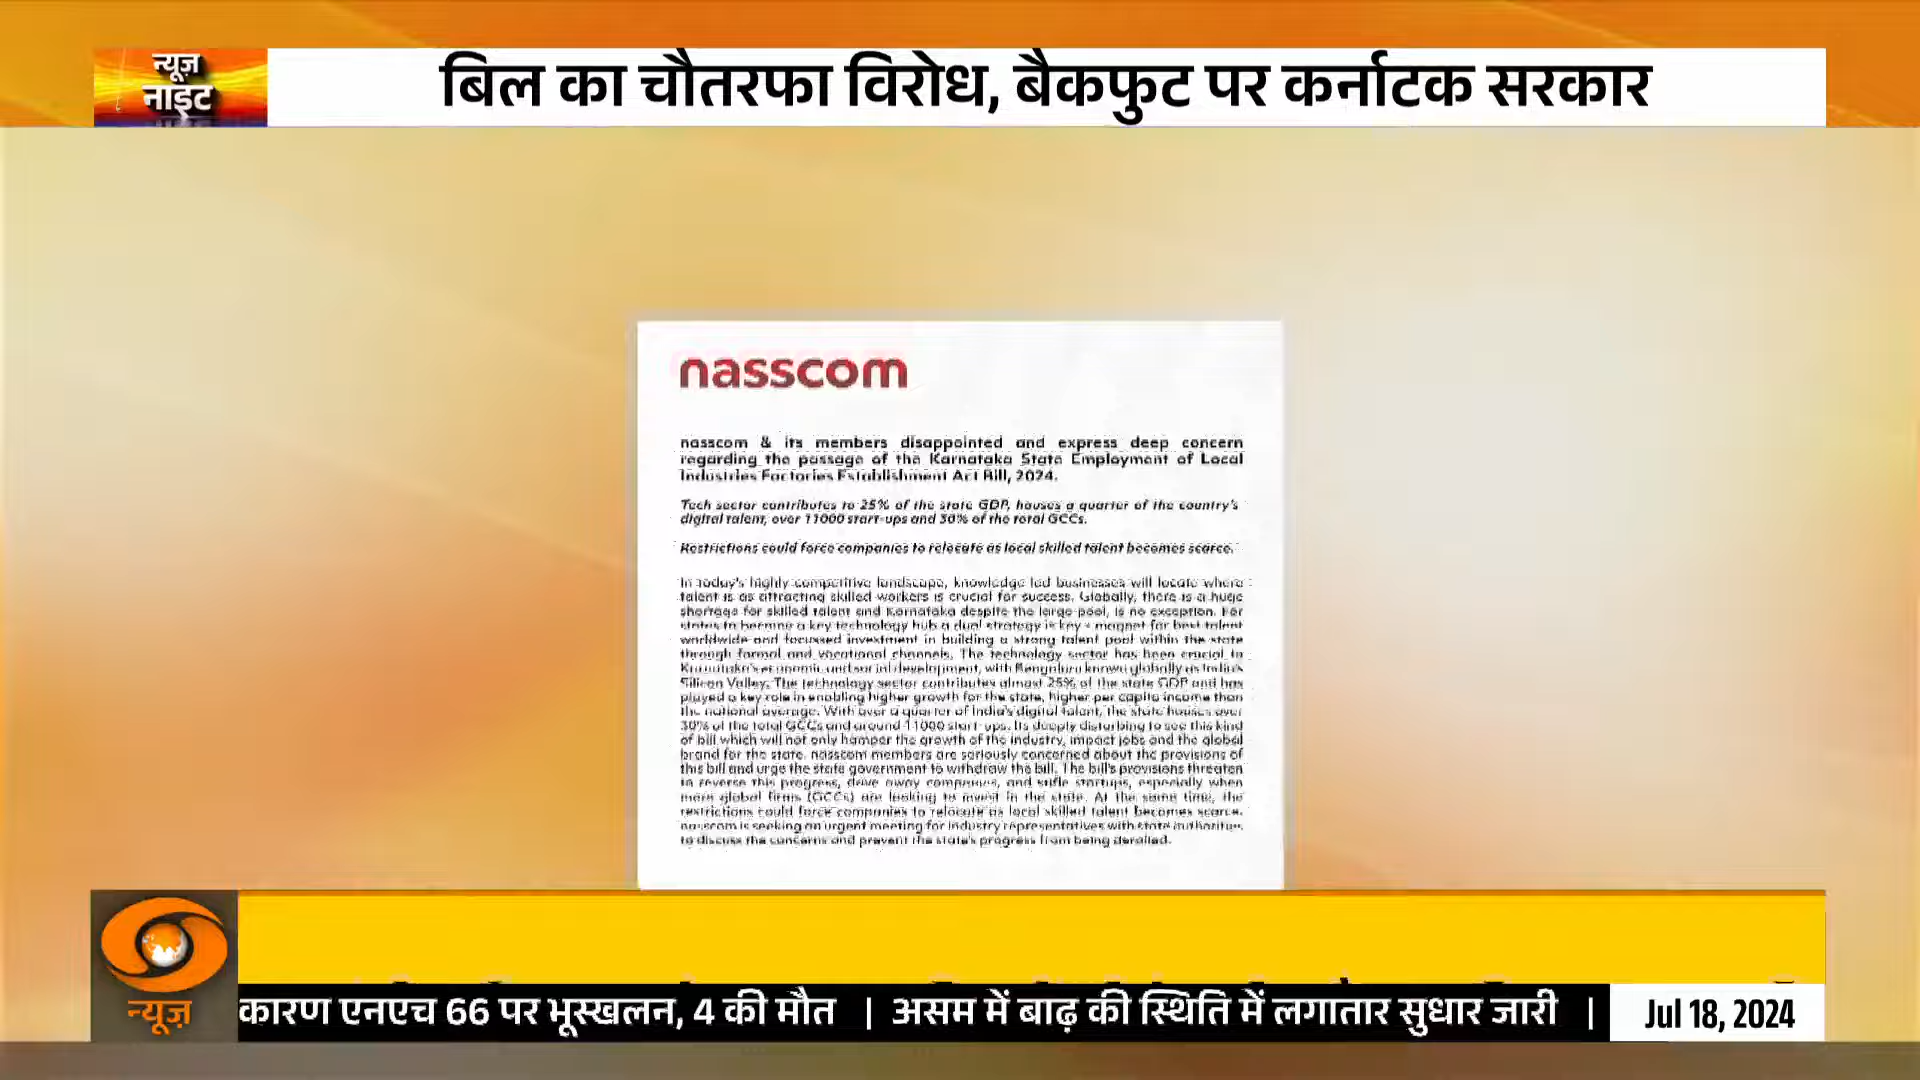 न्यूज़
नाइट
बिल का चौतरफा विरोध, बैकफुट पर कर्नाटक सरकार
nasscom
nasscom & its members disappointed and express deep concern
regarding the passage of the Karnataka State Employment of Local
Industries Factories Establishment Act Bill, 2024.
Tech sector contributes to 25% of the state GDP, houses a quarter of the country's
digital talent, over 11000 start-ups and 30% of the total GCCs.
Restrictions could force companies to relocate as local skilled talent becomes scarce.
In today's highly competitive landscape, knowledge led businesses will locate where
talent is as attracting skilled workers is crucial for success. Globally, there is a huge
shortage for skilled talent and Karnataka despite the large pool, is no exception. For
states to become a key technology hub a dual strategy is key - magnet for best talent
worldwide and focussed investment in building a strong talent pool within the state
through formal and vocational channels. The technology sector has been crucial to
Karnataka's economic and social development, with Bengaluru known globally as India's
Silicon Valley. The technology sector contributes almost 25% of the state GDP and has
played a key role in enabling higher growth for the state, higher per capita income than
the national average. With over a quarter of India's digital talent, the state houses over
30% of the total GCCs and around 11000 start-ups. Its deeply disturbing to see this kind
of bill which will not only hamper the growth of the industry, impact jobs and the global
brand for the state. nasscom members are seriously concerned about the provisions of
this bill and urge the state government to withdraw the bill. The bill's provisions threaten
to reverse this progress, drive away companies, and stifle startups, especially when
more global firms (GCCs) are looking to invest in the state. At the same time, the
restrictions could force companies to relocate as local skilled talent becomes scarce.
nasscom is seeking an urgent meeting for industry representatives with state authorities
to discuss the concerns and prevent the state's progress from being derailed.
न्यूज़
कारण एनएच 66 पर भूस्खलन, 4 की मौत | असम में बाढ़ की स्थिति में लगातार सुधार जारी |
Jul 18, 2024